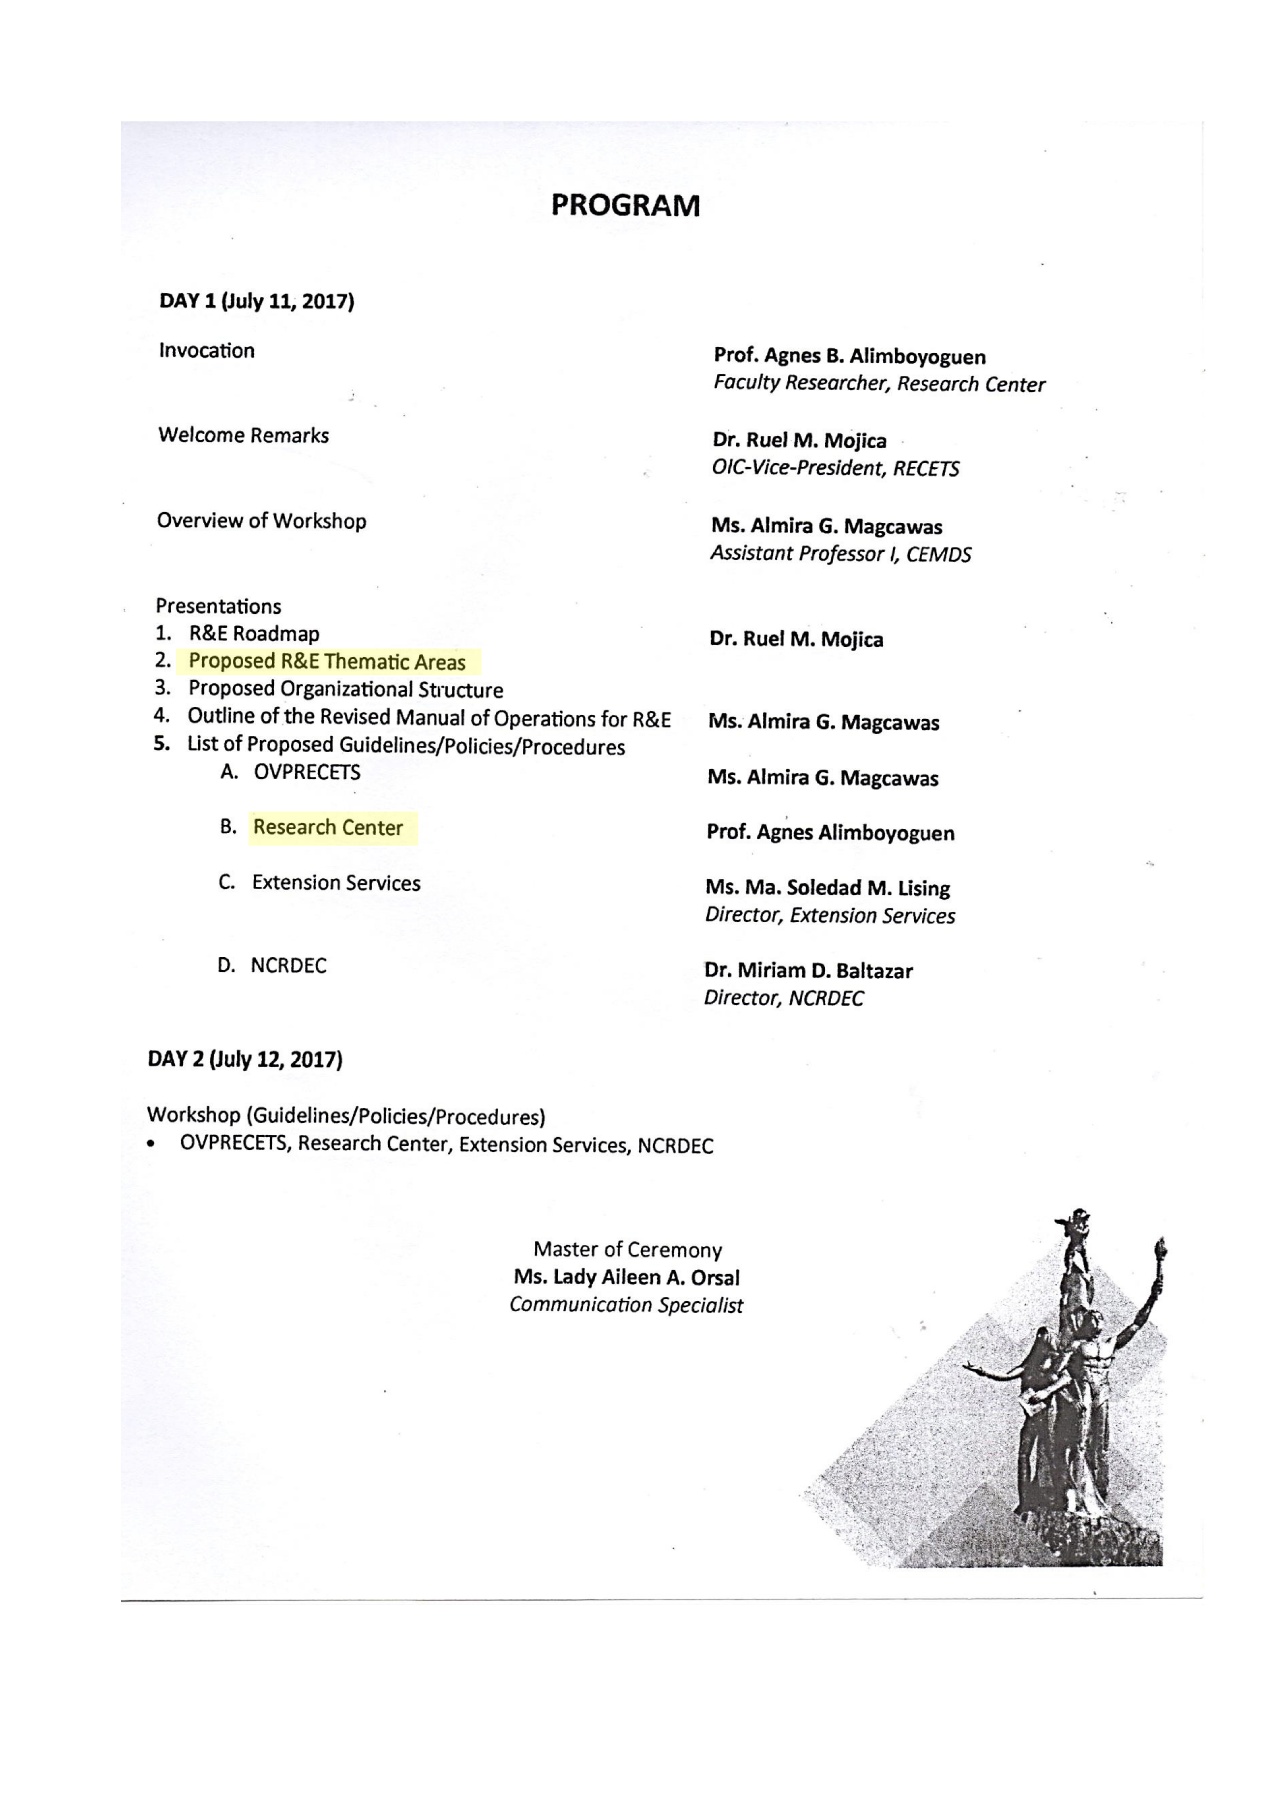 PROGRAM
DAY 1 (July 11, 2017)
Invocation
Prof. Agnes B. Alimboyoguen
Faculty Researcher, Research Center
Welcome Remarks
Dr. Ruel M. Mojica
OIC-Vice-President, RECETS
Overview of Workshop
Ms. Almira G. Magcawas
Assistant Professor I, CEMDS
Presentations
1. R&E Roadmap
Dr. Ruel M. Mojica
2. Proposed R&E Thematic Areas
3. Proposed Organizational Structure
4. Outline of the Revised Manual of Operations for R&E
Ms. Almira G. Magcawas
5. List of Proposed Guidelines/Policies/Procedures
A. OVPRECETS
Ms. Almira G. Magcawas
B. Research Center
Prof. Agnes Alimboyoguen
C. Extension Services
Ms. Ma. Soledad M. Lising
Director, Extension Services
D. NCRDEC
Dr. Miriam D. Baltazar
Director, NCRDEC
DAY 2 (July 12, 2017)
Workshop (Guidelines/Policies/Procedures)
• OVPRECETS, Research Center, Extension Services, NCRDEC
Master of Ceremony
Ms. Lady Aileen A. Orsal
Communication Specialist